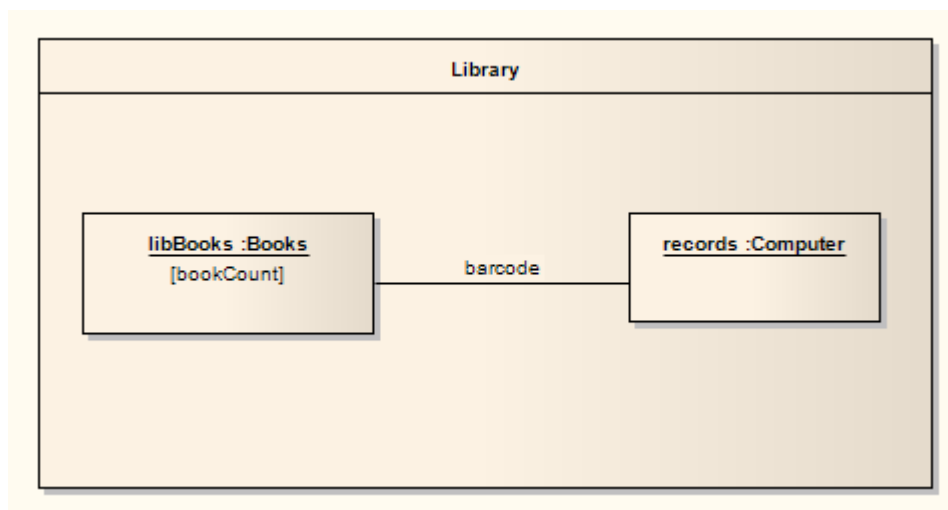 Library
libBooks :Books
[bookCount]
barcode
records :Computer